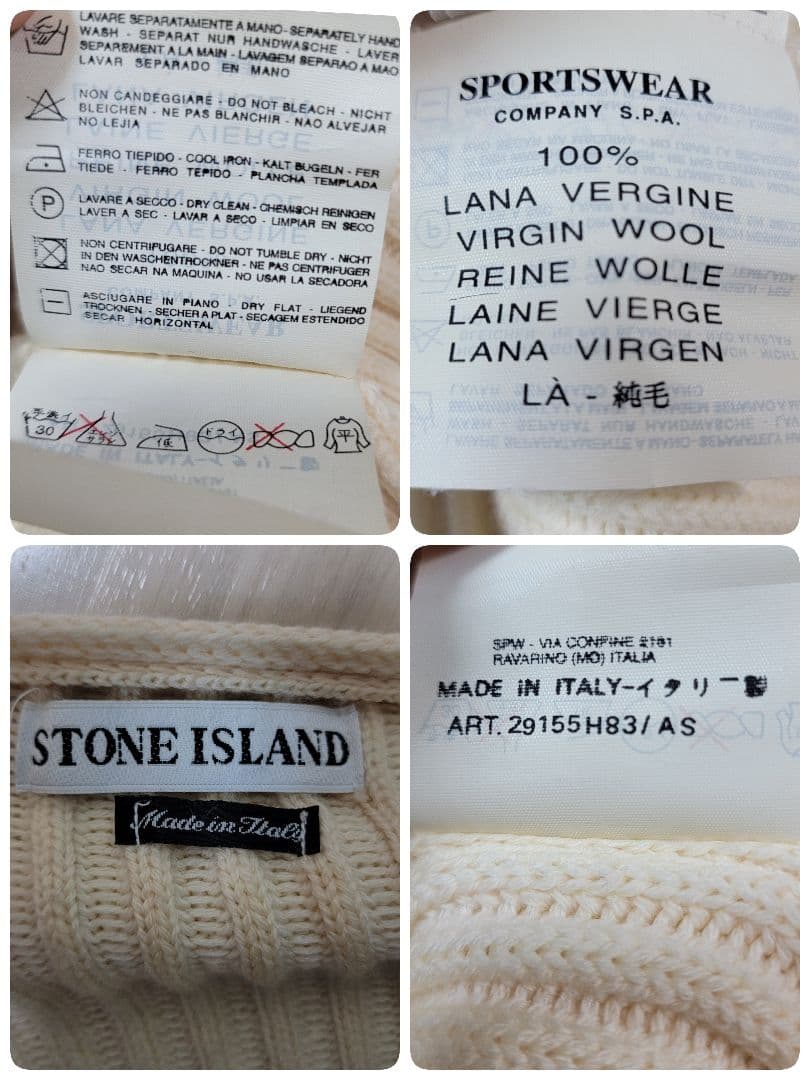 LAVARE SEPARATAMENTE A MANO - SEPARATELY HAND
WASH - SEPARAT NUR HANDWASCHE - LAVER
SEPAREMENT A LA MAIN - LAVAGEM SEPARAO A MAO
LAVAR SEPARADO EN MANO
NON CANDEGGIARE - DO NOT BLEACH - NICHT
BLEICHEN - NE PAS BLANCHIR - NAO ALVEJAR
NO LEJIA
FERRO TIEPIDO - COOL IRON - KALT BUGELN - FER
TIEDE - FERRO TEPIDO - PLANCHA TEMPLADA
P
LAVARE A SECCO - DRY CLEAN - CHEMISCH REINIGEN
LAVER A SEC - LAVAR A SECO - LIMPIAR EN SECO
NON CENTRIFUGARE - DO NOT TUMBLE DRY - NICHT
IN DEN WASCHENTROCKNER - NE PAS CENTRIFUGER
NAO SECAR NA MAQUINA - NO USAR LA SECADORA
ASCIUGARE IN PIANO - DRY FLAT - LIEGEND
TROCKNEN - SECHER A PLAT - SECAGEM ESTENDIDO
SECAR HORIZONTAL
手洗イ 30 低 ドライ 平
SPORTSWEAR
COMPANY S.P.A.
100%
LANA VERGINE
VIRGIN WOOL
REINE WOLLE
LAINE VIERGE
LANA VIRGEN
LÀ - 純毛
STONE ISLAND
Made in Italy
SPW - VIA CONFINE 2161
RAVARINO (MO) ITALIA
MADE IN ITALY-イタリー製
ART. 29155H83/AS